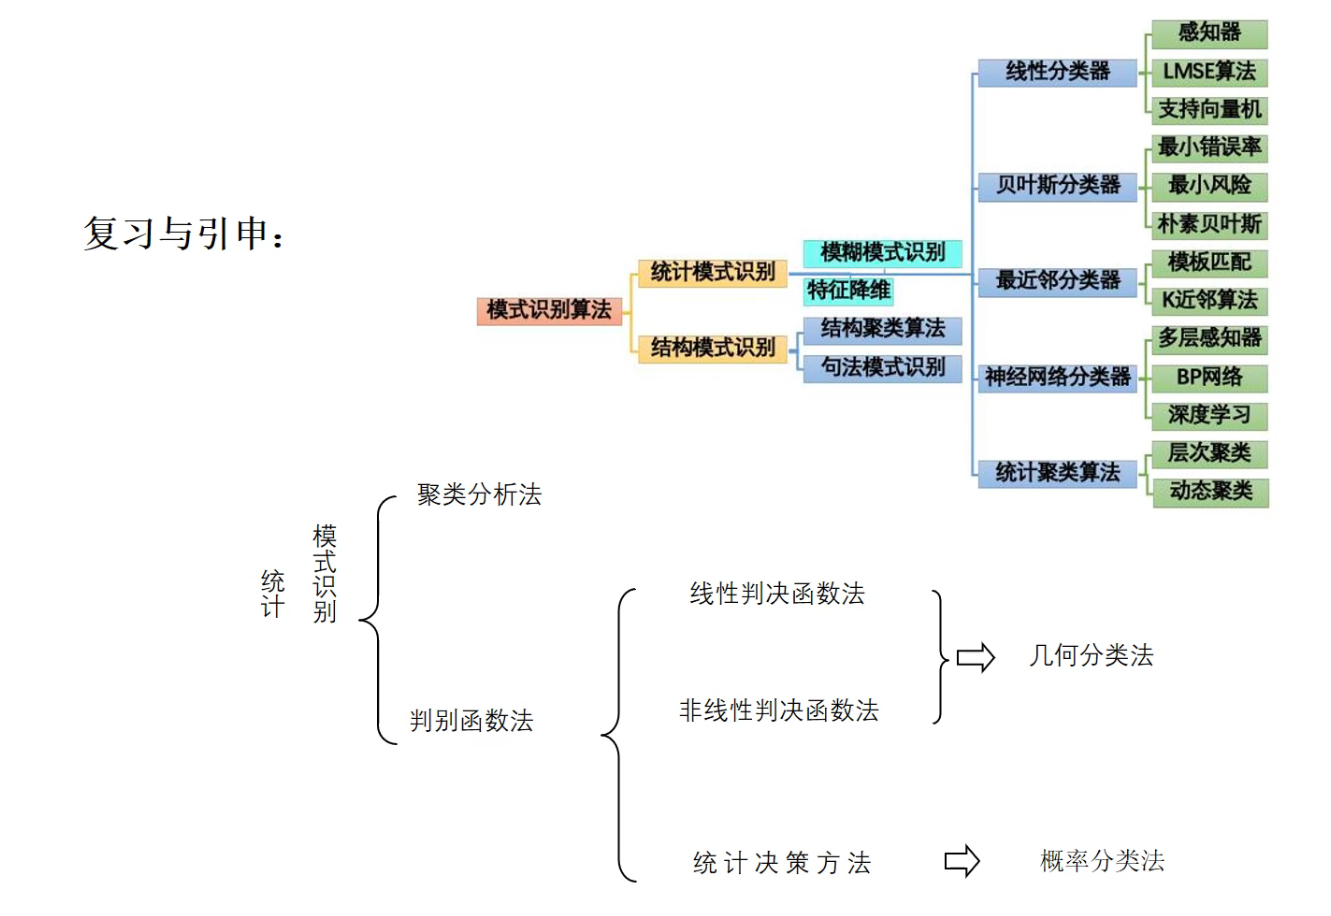 复习与引申：
模式识别算法
统计模式识别
结构模式识别
模糊模式识别
特征降维
结构聚类算法
句法模式识别
线性分类器
贝叶斯分类器
最近邻分类器
神经网络分类器
统计聚类算法
感知器
LMSE算法
支持向量机
最小错误率
最小风险
朴素贝叶斯
模板匹配
K近邻算法
多层感知器
BP网络
深度学习
层次聚类
动态聚类
统计
模式识别
聚类分析法
判别函数法
线性判决函数法
非线性判决函数法
几何分类法
统计决策方法
概率分类法